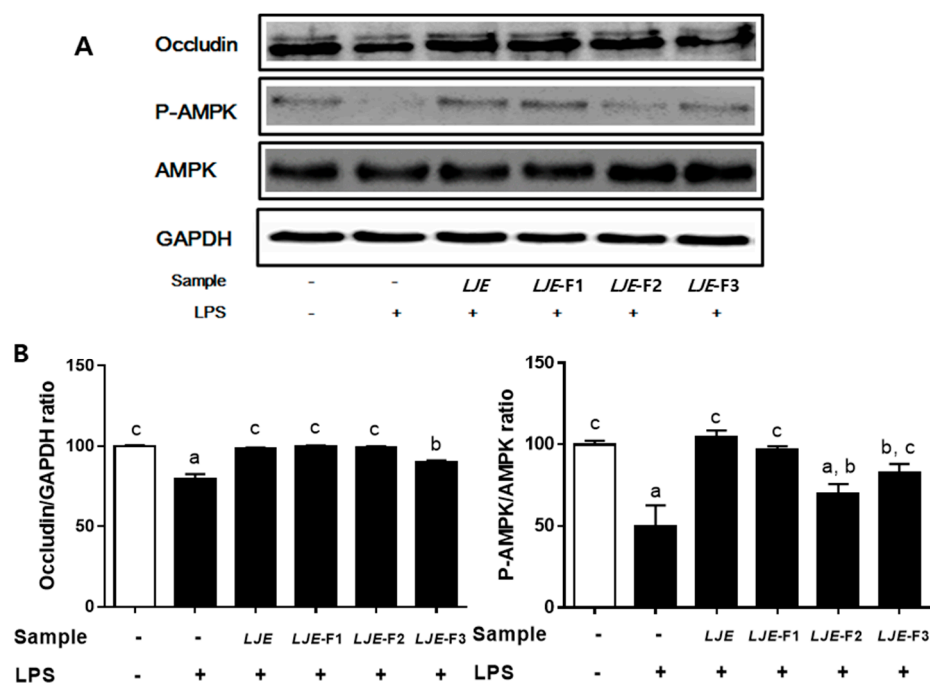 A
Occludin
P-AMPK
AMPK
GAPDH
Sample - - LJE LJE-F1 LJE-F2 LJE-F3
LPS - + + + + +
B
Occludin/GAPDH ratio
150
100
50
0
c a c c c b
Sample - - LJE LJE-F1 LJE-F2 LJE-F3
LPS - + + + + +
P-AMPK/AMPK ratio
150
100
50
0
c a c c a, b b, c
Sample - - LJE LJE-F1 LJE-F2 LJE-F3
LPS - + + + + +